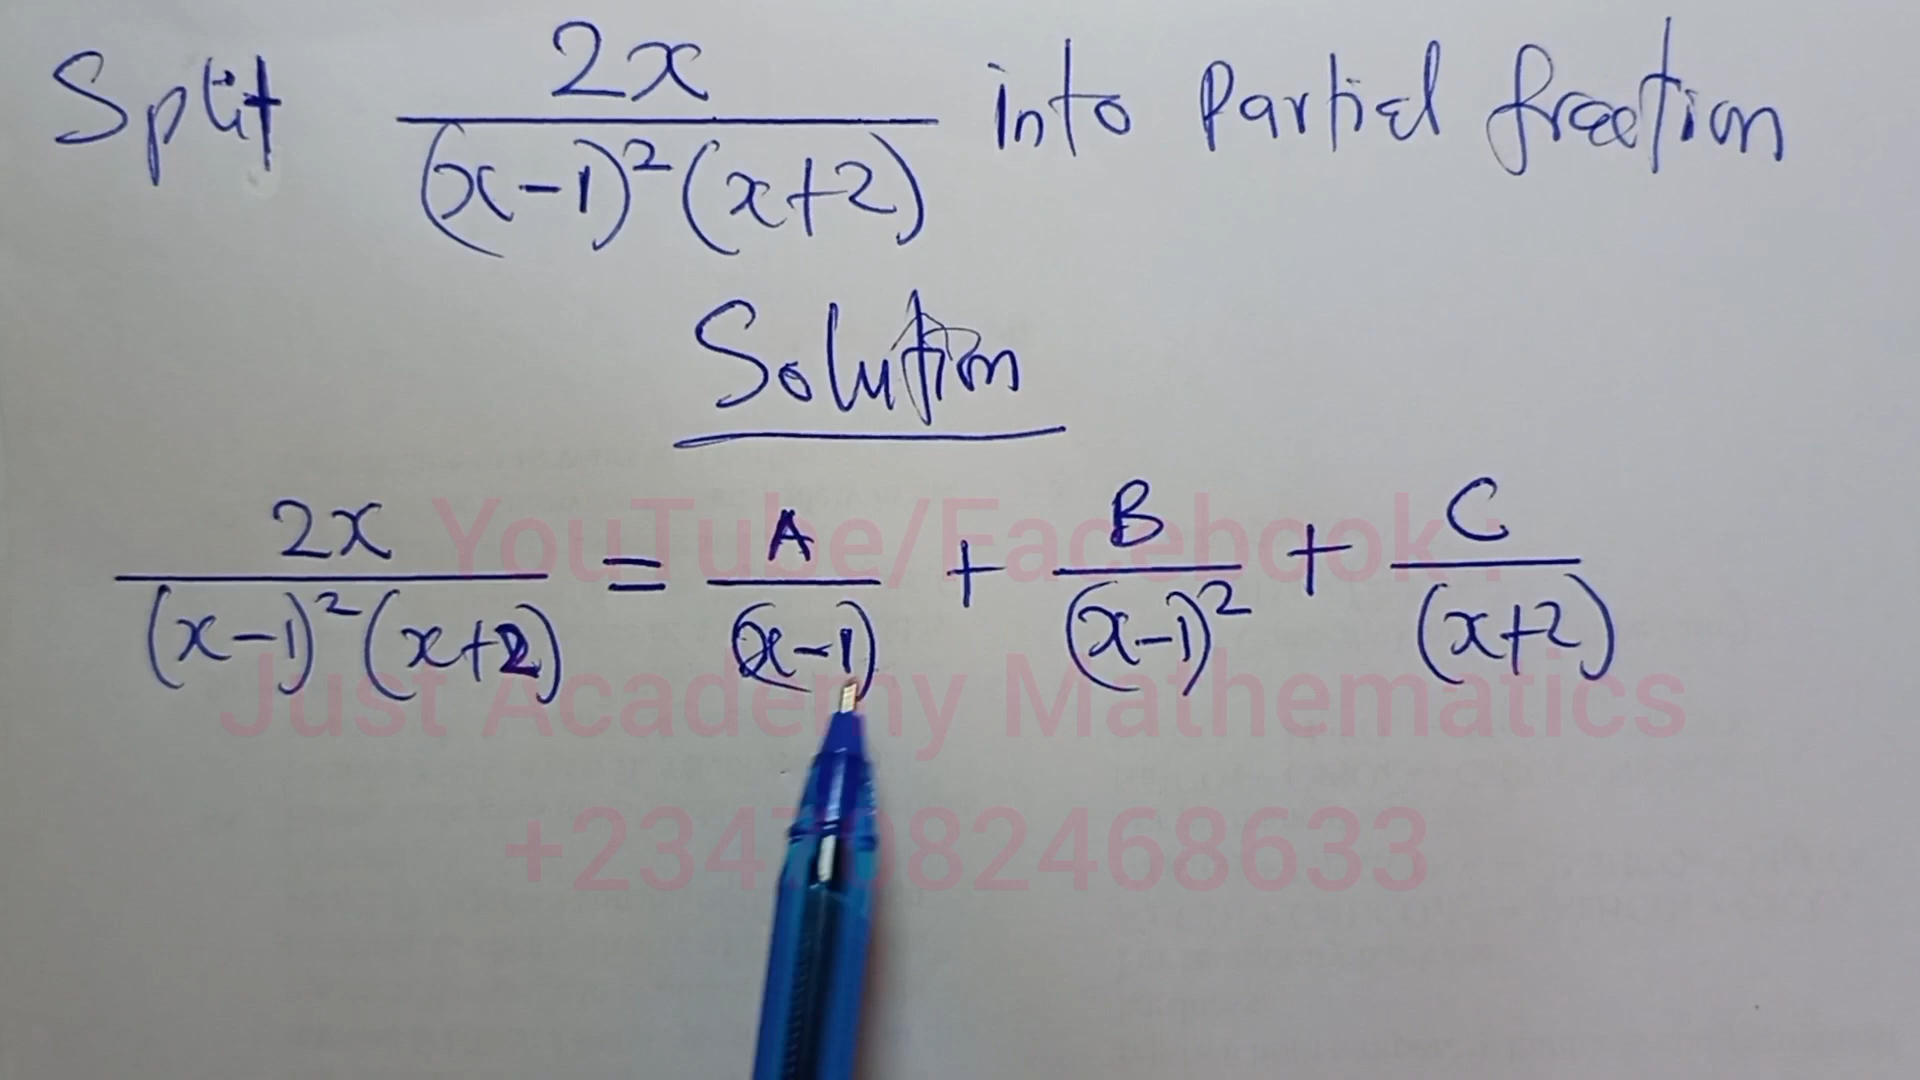 Split 2x / (x-1)²(x+2) into Partial fraction
Solution
2x / (x-1)²(x+2) = A / (x-1) + B / (x-1)² + C / (x+2)
YouTube/Facebook :
Just Academy Mathematics
+2347082468633